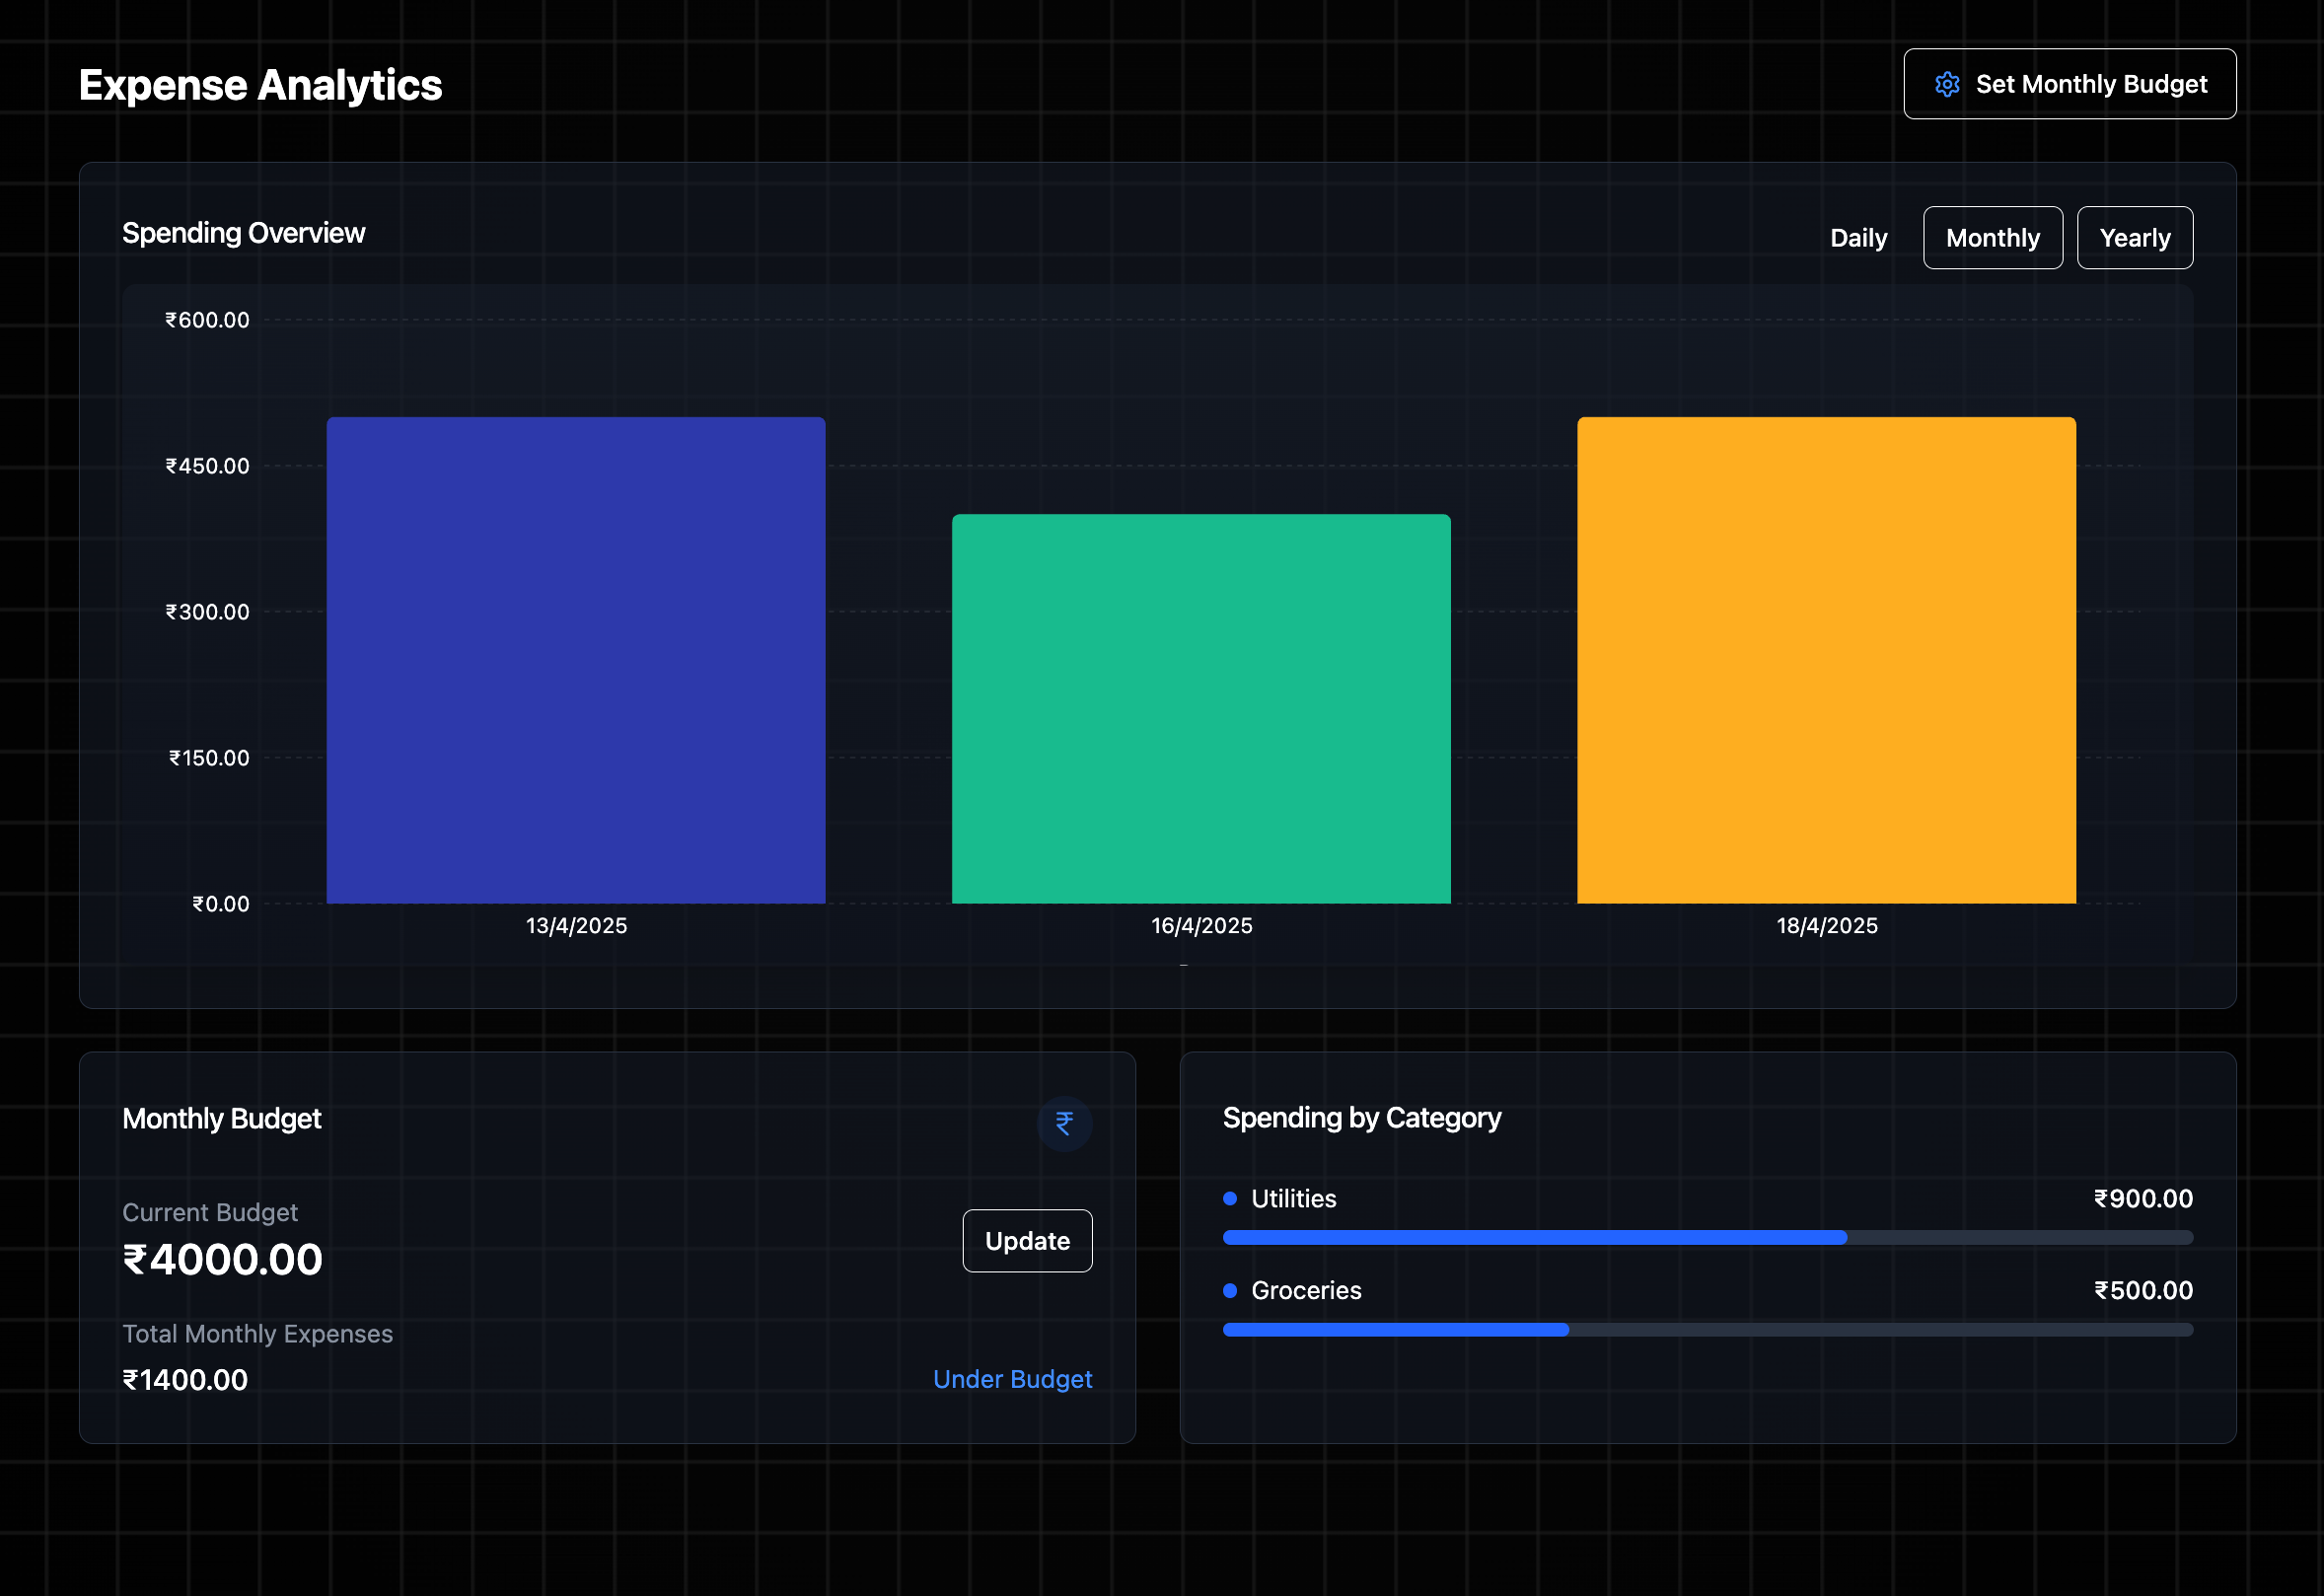 Expense Analytics
Set Monthly Budget
Spending Overview
Daily
Monthly
Yearly
₹600.00
₹450.00
₹300.00
₹150.00
₹0.00
13/4/2025
16/4/2025
18/4/2025
Monthly Budget
₹
Current Budget
₹4000.00
Update
Total Monthly Expenses
₹1400.00
Under Budget
Spending by Category
Utilities
₹900.00
Groceries
₹500.00